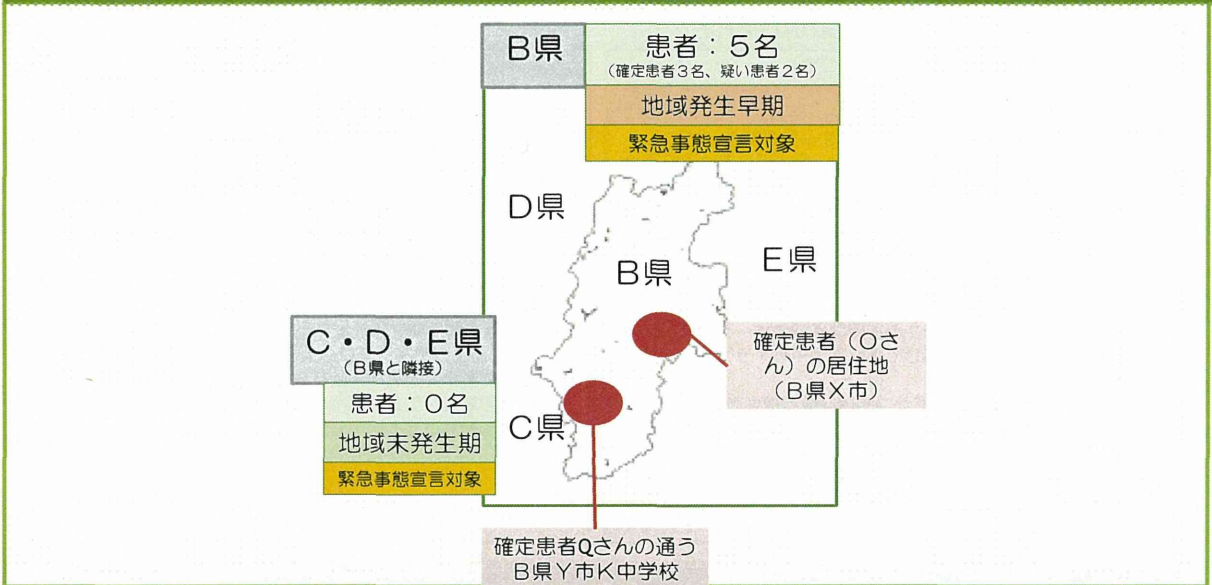 B県
患者：5名
（確定患者3名、疑い患者2名）
地域発生早期
緊急事態宣言対象
D県
B県
E県
C・D・E県
（B県と隣接）
患者：0名
地域未発生期
緊急事態宣言対象
C県
確定患者（Oさ
ん）の居住地
（B県X市）
確定患者Qさんの通う
B県Y市K中学校